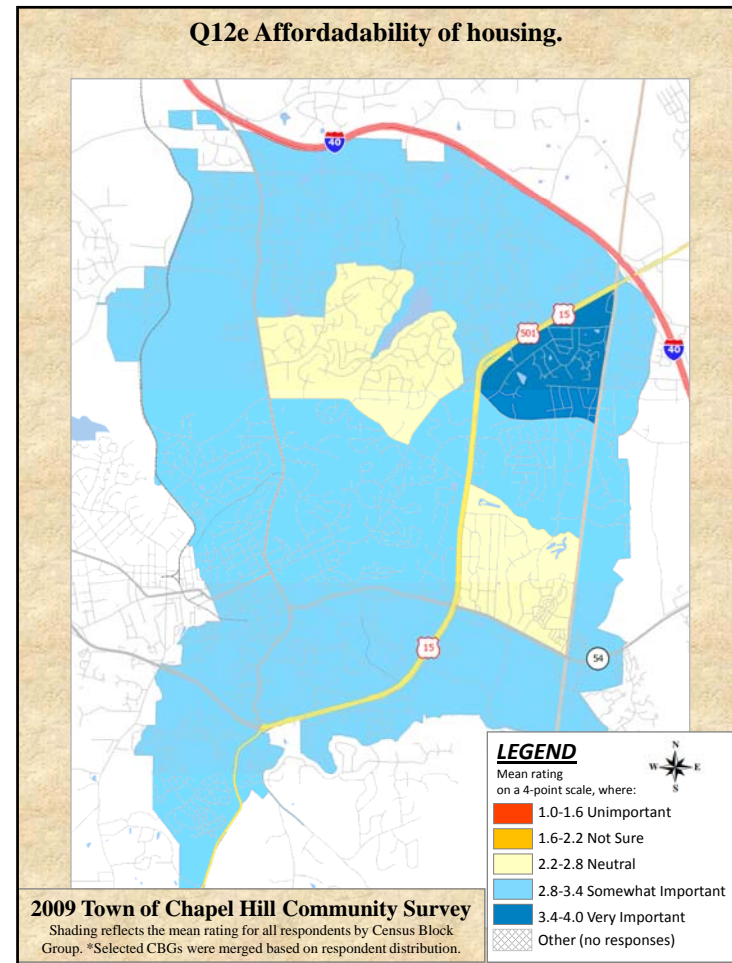 Q12e Affordadability of housing.
40
15
501
40
15
54
LEGEND
Mean rating
on a 4-point scale, where:
N
W E
S
1.0-1.6 Unimportant
1.6-2.2 Not Sure
2.2-2.8 Neutral
2.8-3.4 Somewhat Important
3.4-4.0 Very Important
Other (no responses)
2009 Town of Chapel Hill Community Survey
Shading reflects the mean rating for all respondents by Census Block
Group. *Selected CBGs were merged based on respondent distribution.